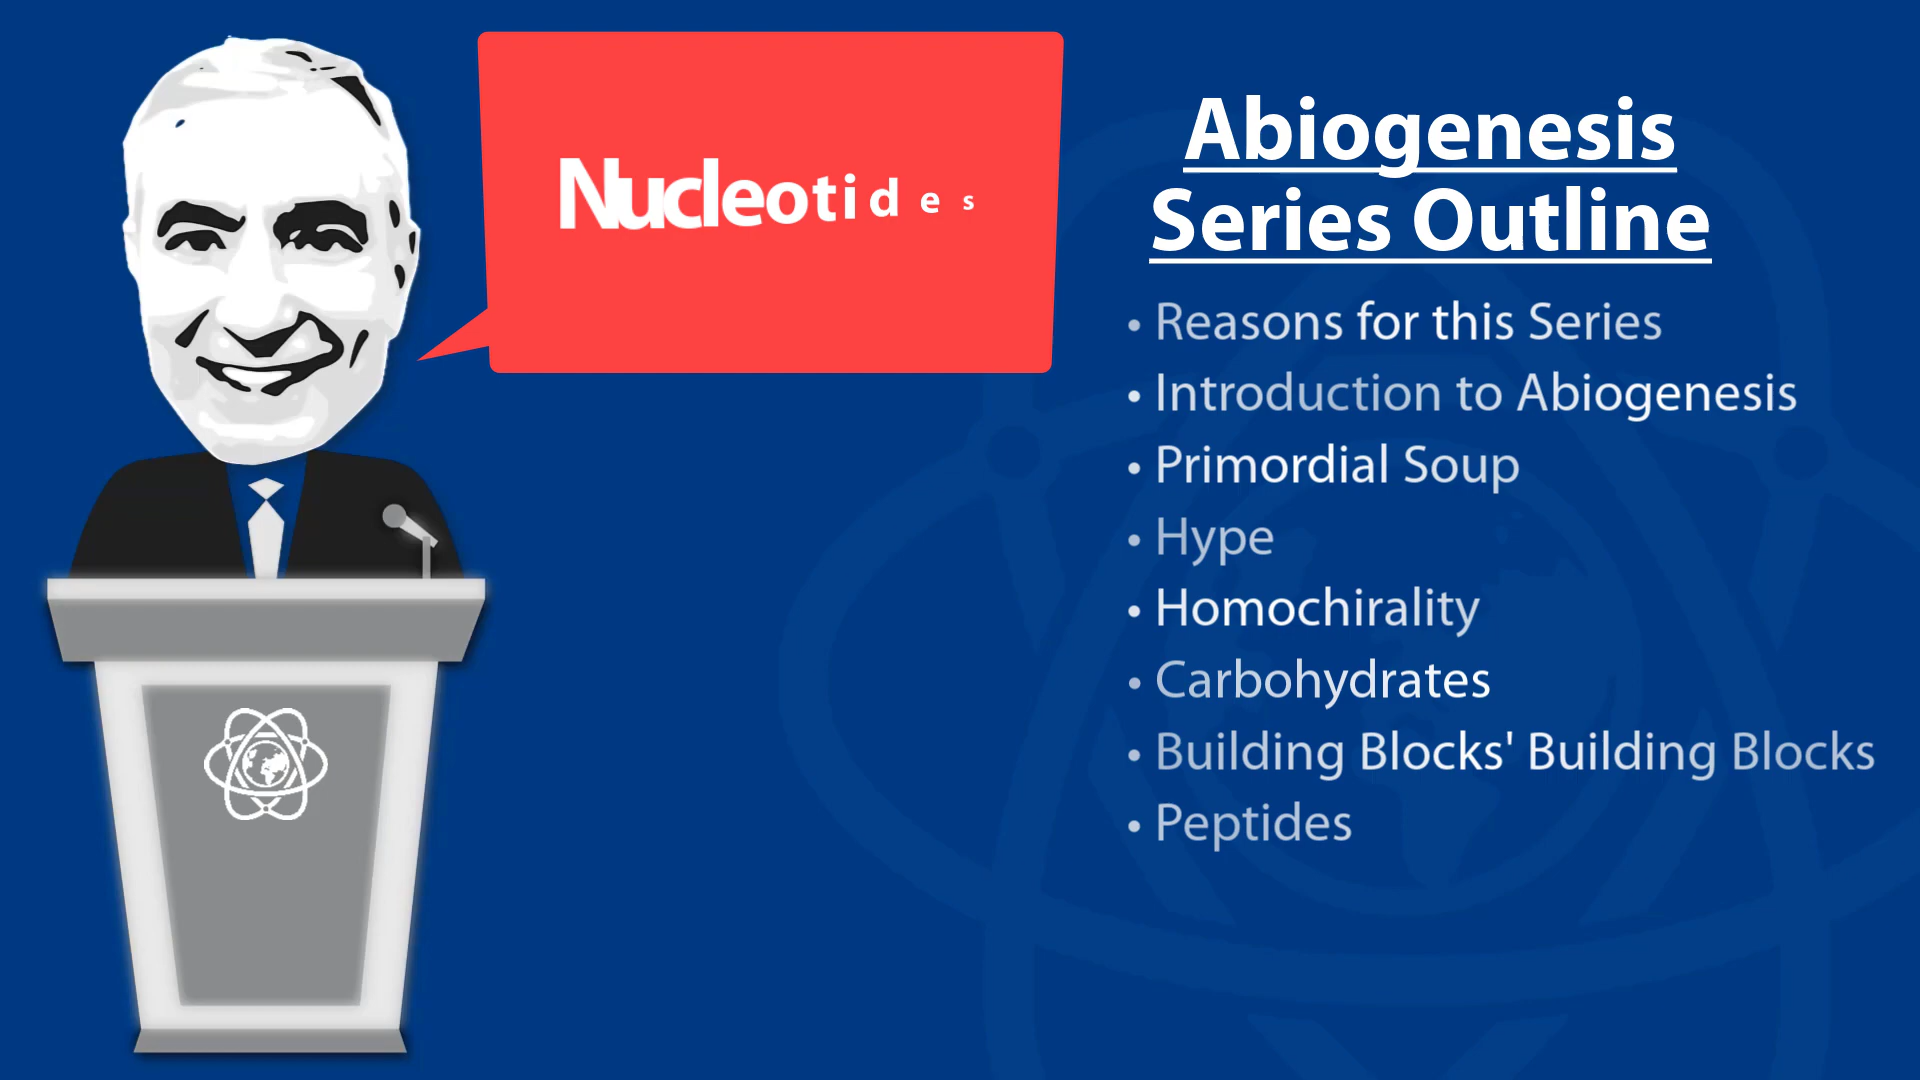 Nucleotides
Abiogenesis
Series Outline
• Reasons for this Series
• Introduction to Abiogenesis
• Primordial Soup
• Hype
• Homochirality
• Carbohydrates
• Building Blocks' Building Blocks
• Peptides